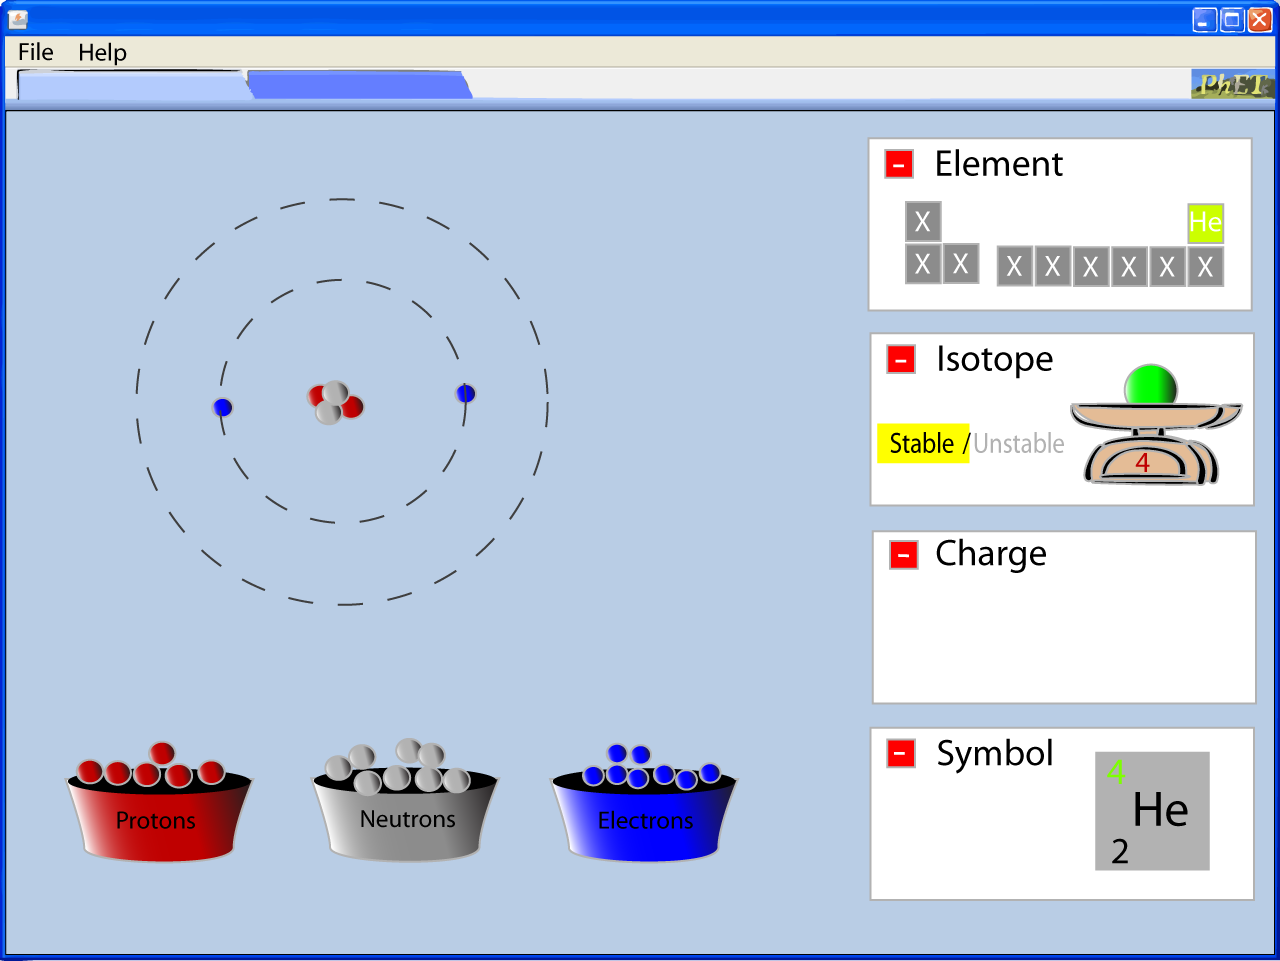 File Help
PhET
- Element
X He
X X X X X X X X
- Isotope
Stable / Unstable
4
- Charge
- Symbol
4
He
2
Protons
Neutrons
Electrons